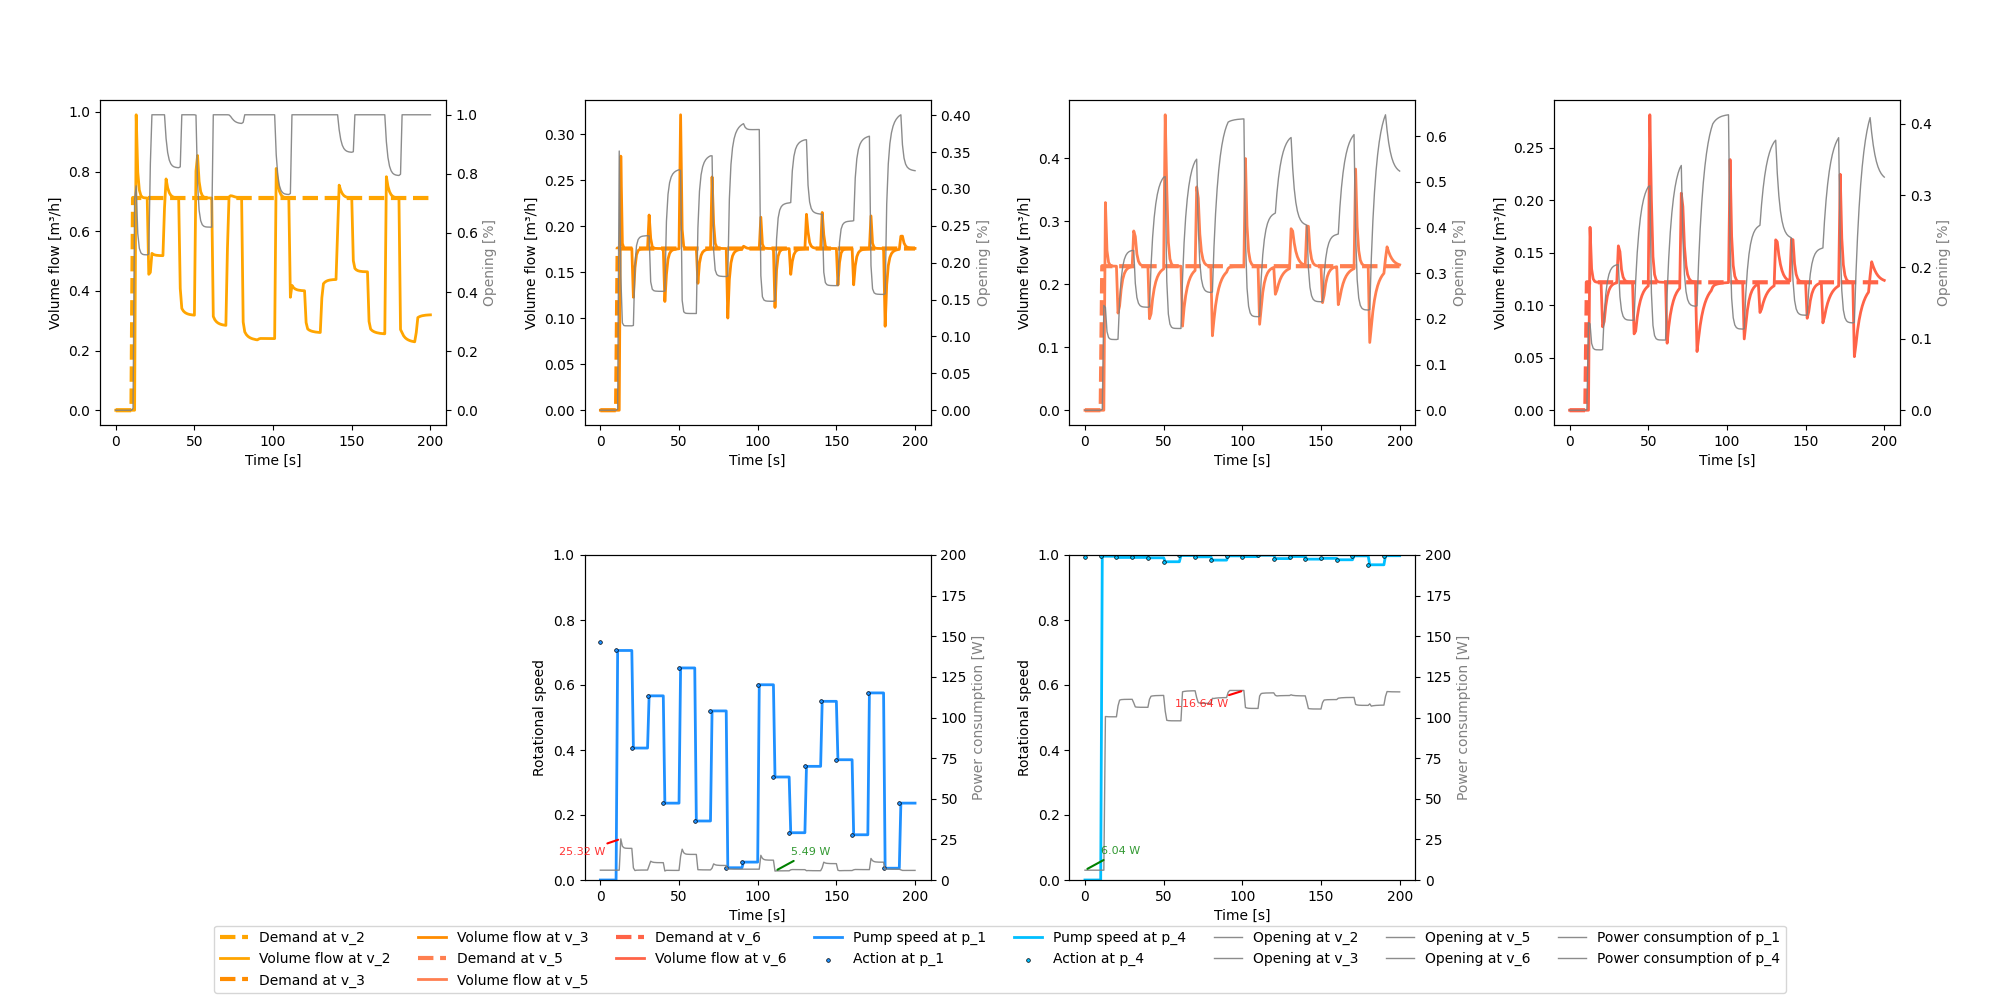 1.0
0.8
0.6
0.4
0.2
0.0
Volume flow [m³/h]
0 50 100 150 200
Time [s]
1.0
0.8
0.6
0.4
0.2
0.0
Opening [%]
0.30
0.25
0.20
0.15
0.10
0.05
0.00
Volume flow [m³/h]
0 50 100 150 200
Time [s]
0.40
0.35
0.30
0.25
0.20
0.15
0.10
0.05
0.00
Opening [%]
0.4
0.3
0.2
0.1
0.0
Volume flow [m³/h]
0 50 100 150 200
Time [s]
0.6
0.5
0.4
0.3
0.2
0.1
0.0
Opening [%]
0.25
0.20
0.15
0.10
0.05
0.00
Volume flow [m³/h]
0 50 100 150 200
Time [s]
0.4
0.3
0.2
0.1
0.0
Opening [%]
1.0
0.8
0.6
0.4
0.2
0.0
Rotational speed
25.32 W
5.49 W
0 50 100 150 200
Time [s]
200
175
150
125
100
75
50
25
0
Power consumption [W]
1.0
0.8
0.6
0.4
0.2
0.0
Rotational speed
116.64 W
6.04 W
0 50 100 150 200
Time [s]
200
175
150
125
100
75
50
25
0
Power consumption [W]
Demand at v_2
Volume flow at v_2
Demand at v_3
Volume flow at v_3
Demand at v_5
Volume flow at v_5
Demand at v_6
Volume flow at v_6
Pump speed at p_1
Action at p_1
Pump speed at p_4
Action at p_4
Opening at v_2
Opening at v_3
Opening at v_5
Opening at v_6
Power consumption of p_1
Power consumption of p_4